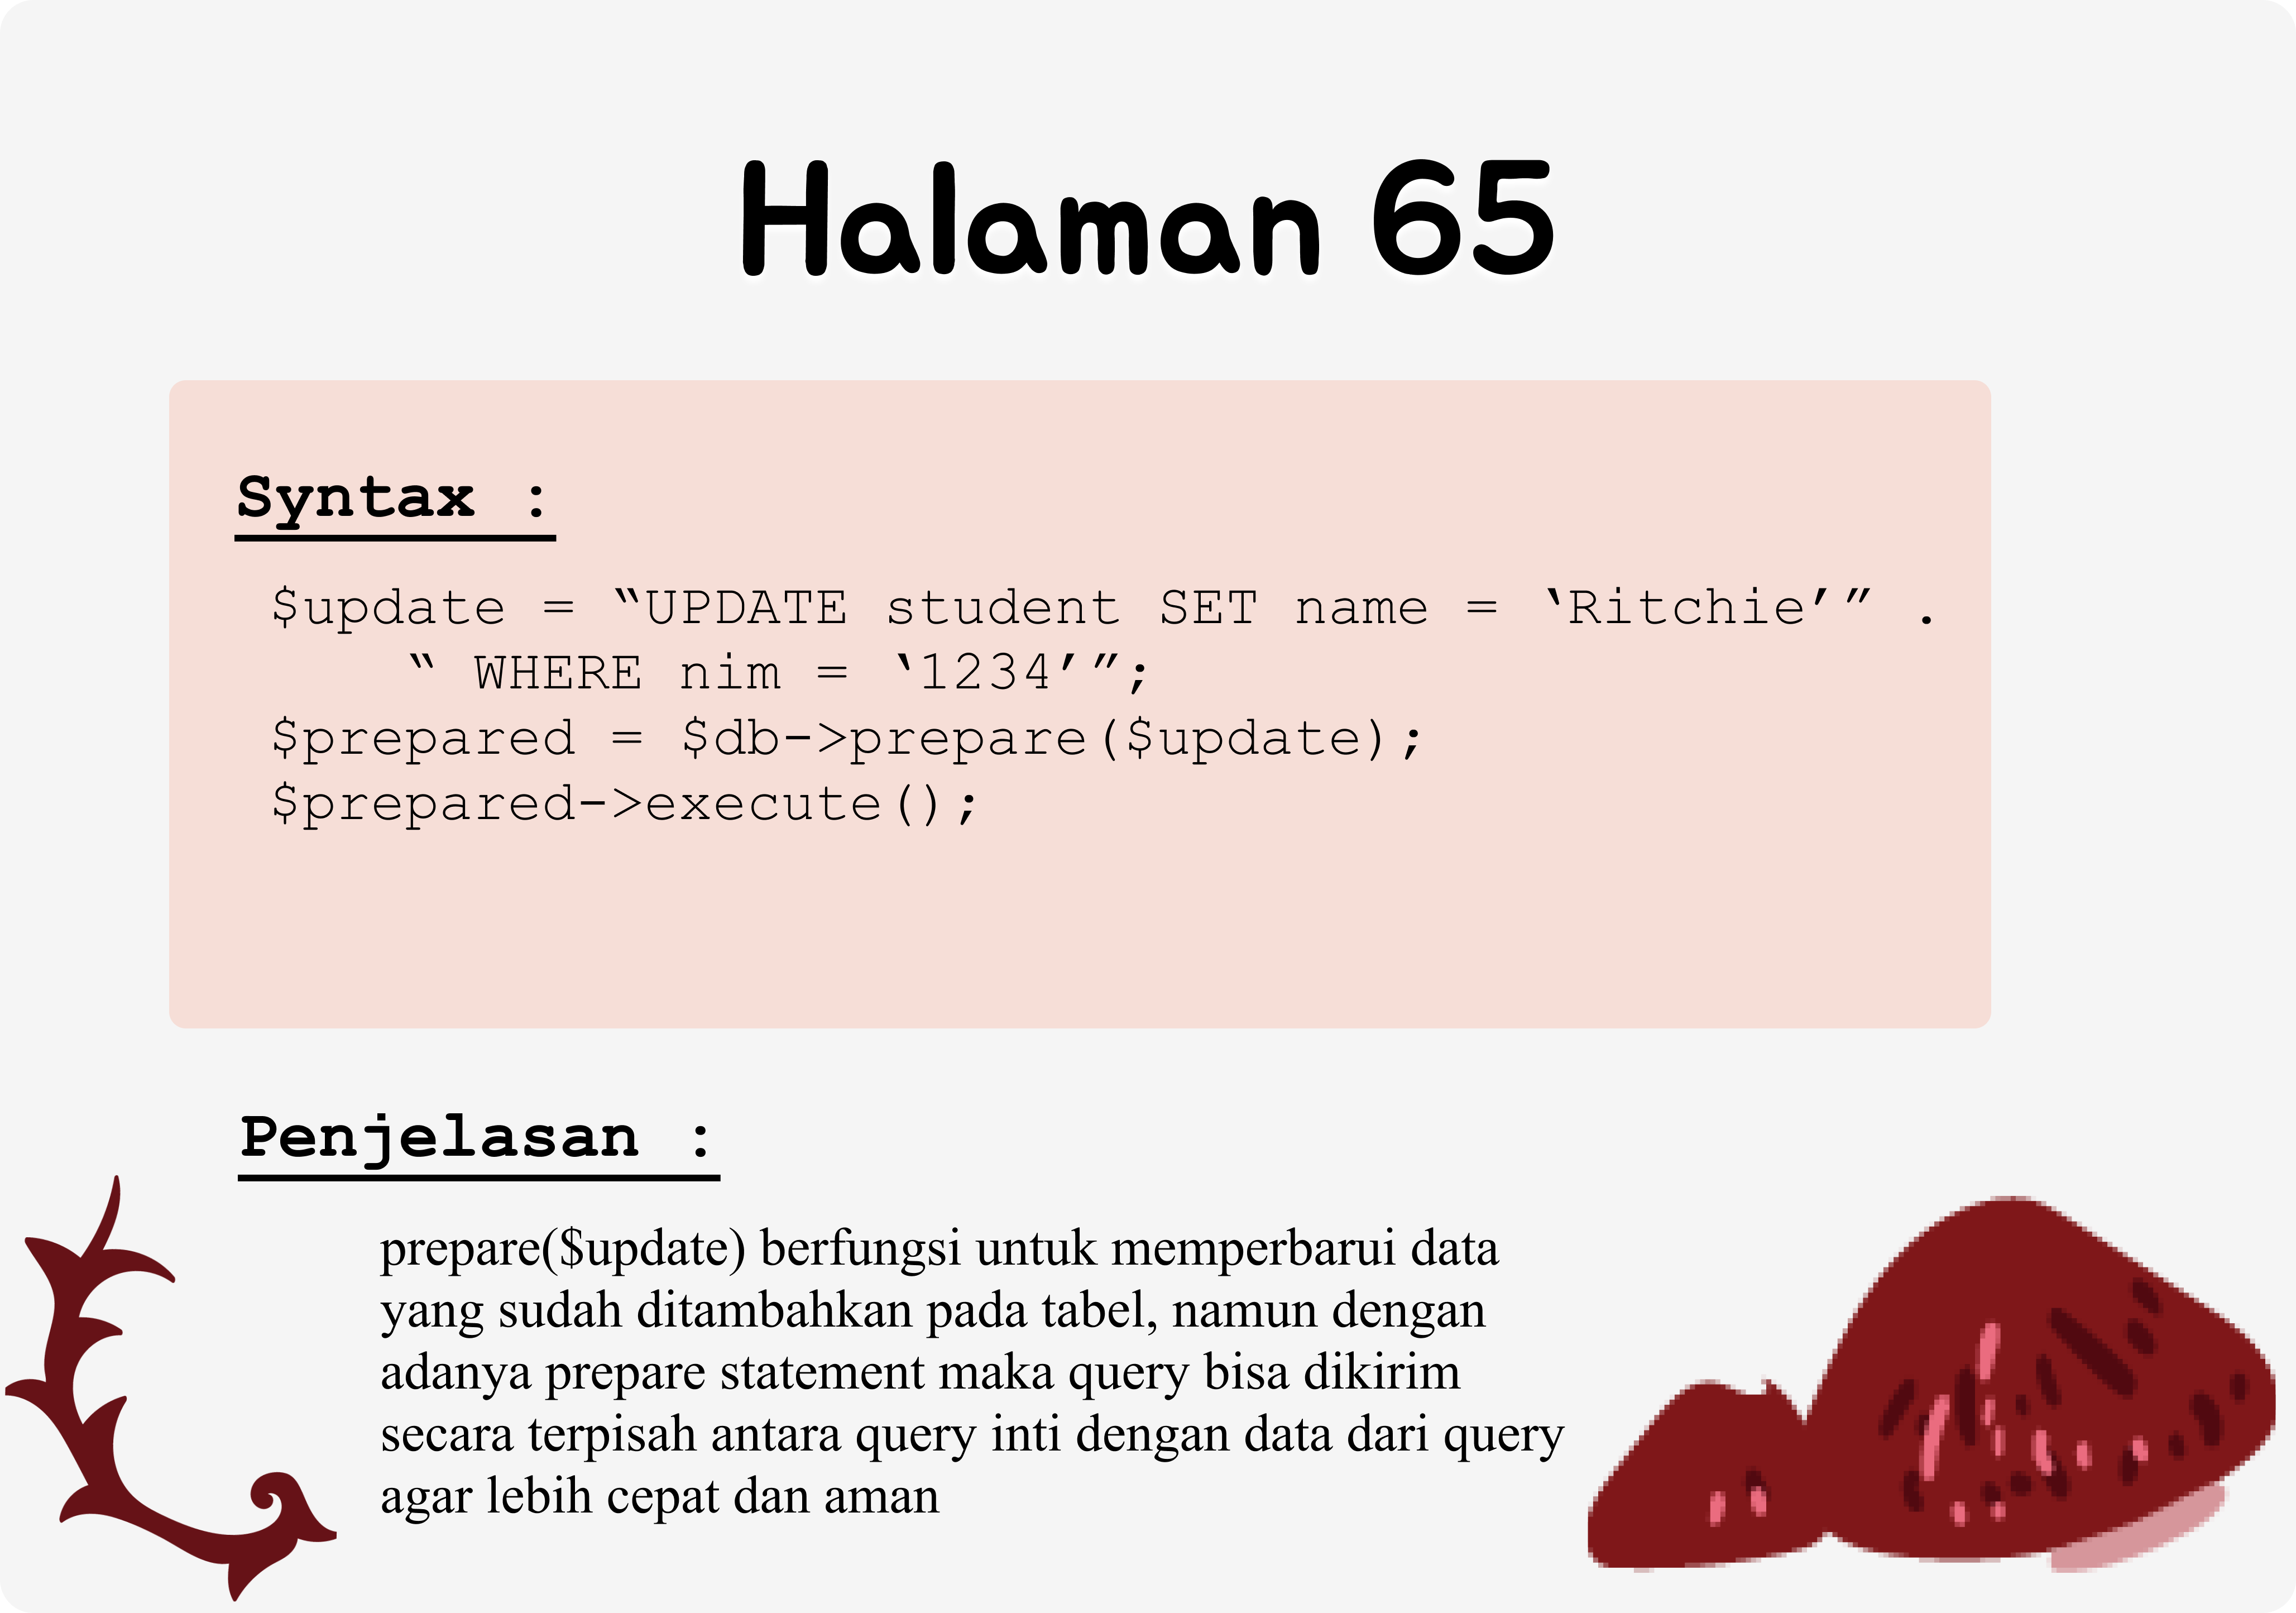 Halaman 65
Syntax :
$update = “UPDATE student SET name = ‘Ritchie’” .
“ WHERE nim = ‘1234’”;
$prepared = $db->prepare($update);
$prepared->execute();
Penjelasan :
prepare($update) berfungsi untuk memperbarui data
yang sudah ditambahkan pada tabel, namun dengan
adanya prepare statement maka query bisa dikirim
secara terpisah antara query inti dengan data dari query
agar lebih cepat dan aman